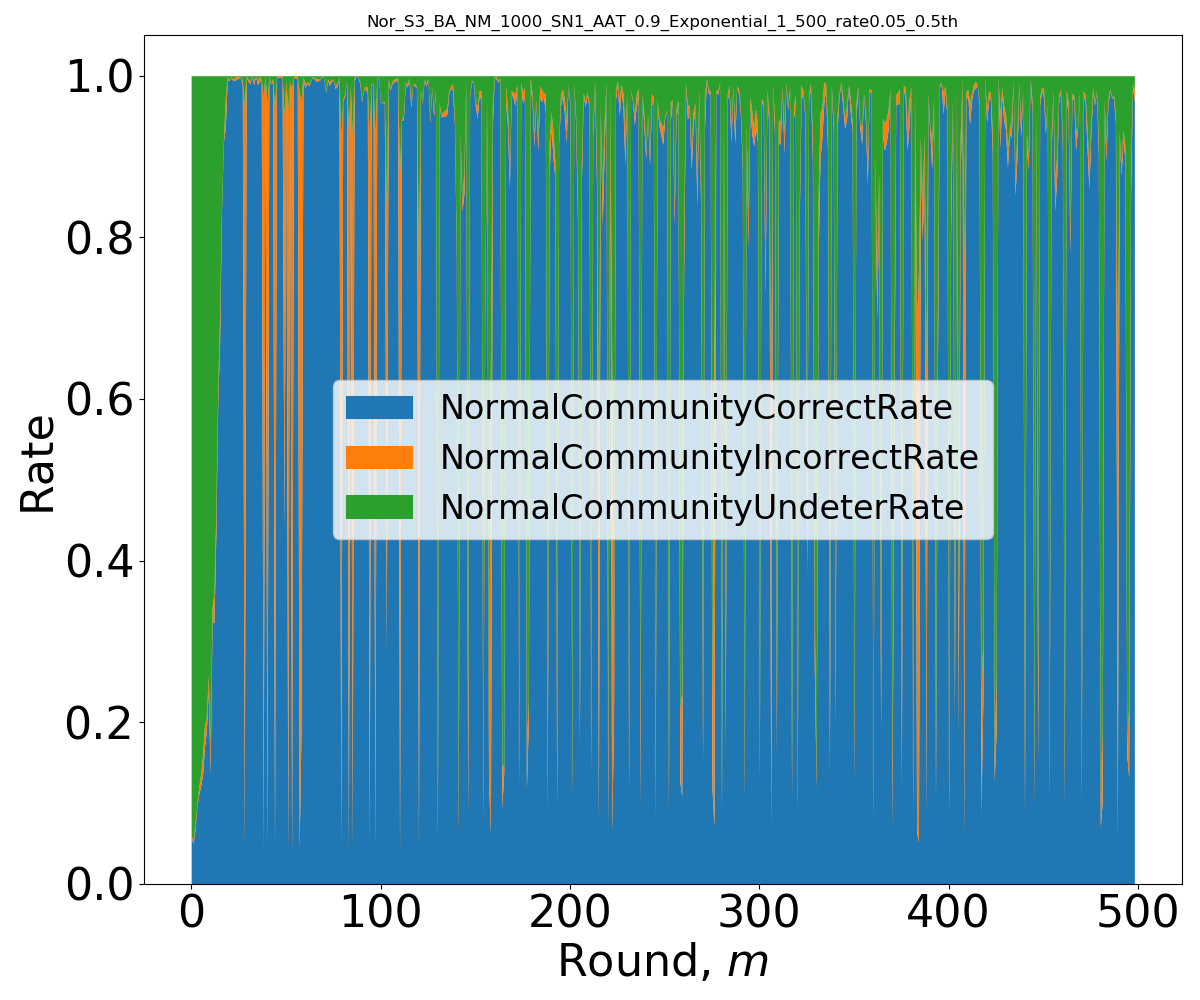 Nor_S3_BA_NM_1000_SN1_AAT_0.9_Exponential_1_500_rate0.05_0.5th
1.0
0.8
0.6
0.4
0.2
0.0
Rate
NormalCommunityCorrectRate
NormalCommunityIncorrectRate
NormalCommunityUndeterRate
0 100 200 300 400 500
Round, m